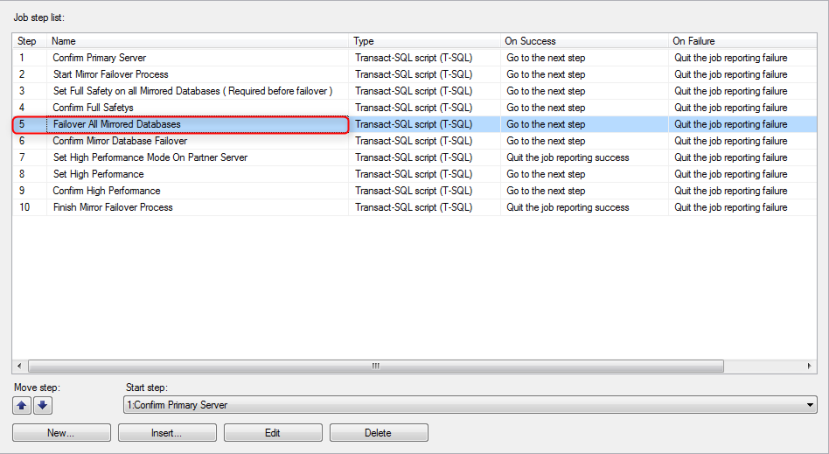 Job step list:
Step Name Type On Success On Failure
1 Confirm Primary Server Transact-SQL script (T-SQL) Go to the next step Quit the job reporting failure
2 Start Mirror Failover Process Transact-SQL script (T-SQL) Go to the next step Quit the job reporting failure
3 Set Full Safety on all Mirrored Databases ( Required before failover ) Transact-SQL script (T-SQL) Go to the next step Quit the job reporting failure
4 Confirm Full Safetys Transact-SQL script (T-SQL) Go to the next step Quit the job reporting failure
5 Failover All Mirrored Databases Transact-SQL script (T-SQL) Go to the next step Quit the job reporting failure
6 Confirm Mirror Database Failover Transact-SQL script (T-SQL) Go to the next step Quit the job reporting failure
7 Set High Performance Mode On Partner Server Transact-SQL script (T-SQL) Quit the job reporting success Quit the job reporting failure
8 Set High Performance Transact-SQL script (T-SQL) Go to the next step Quit the job reporting failure
9 Confirm High Performance Transact-SQL script (T-SQL) Go to the next step Quit the job reporting failure
10 Finish Mirror Failover Process Transact-SQL script (T-SQL) Quit the job reporting success Quit the job reporting failure
Move step: Start step:
1:Confirm Primary Server
New... Insert... Edit Delete